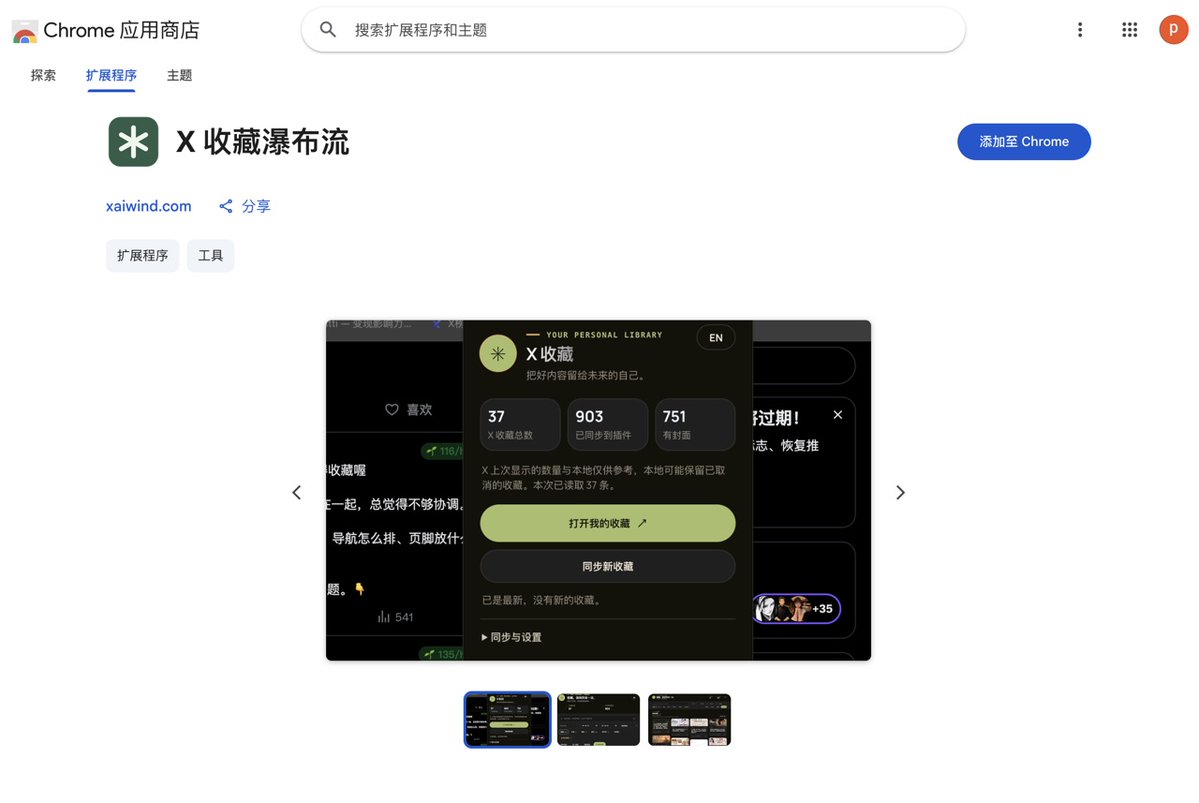 Chrome 应用商店
搜索扩展程序和主题
p
探索
扩展程序
主题
X 收藏瀑布流
添加至 Chrome
xaiwind.com
分享
扩展程序
工具
变现影响力...
喜欢
116/
收藏喔
在一起，总觉得不够协调。
导航怎么排、页脚放什
题。👇
541
135/
YOUR PERSONAL LIBRARY
EN
X 收藏
把好内容留给未来的自己。
37
X 收藏总数
903
已同步到插件
751
有封面
X 上次显示的数量与本地仅供参考，本地可能保留已取
消的收藏。本次已读取 37 条。
打开我的收藏 ↗
同步新收藏
已是最新，没有新的收藏。
▸ 同步与设置
过期！
志、恢复推
+35